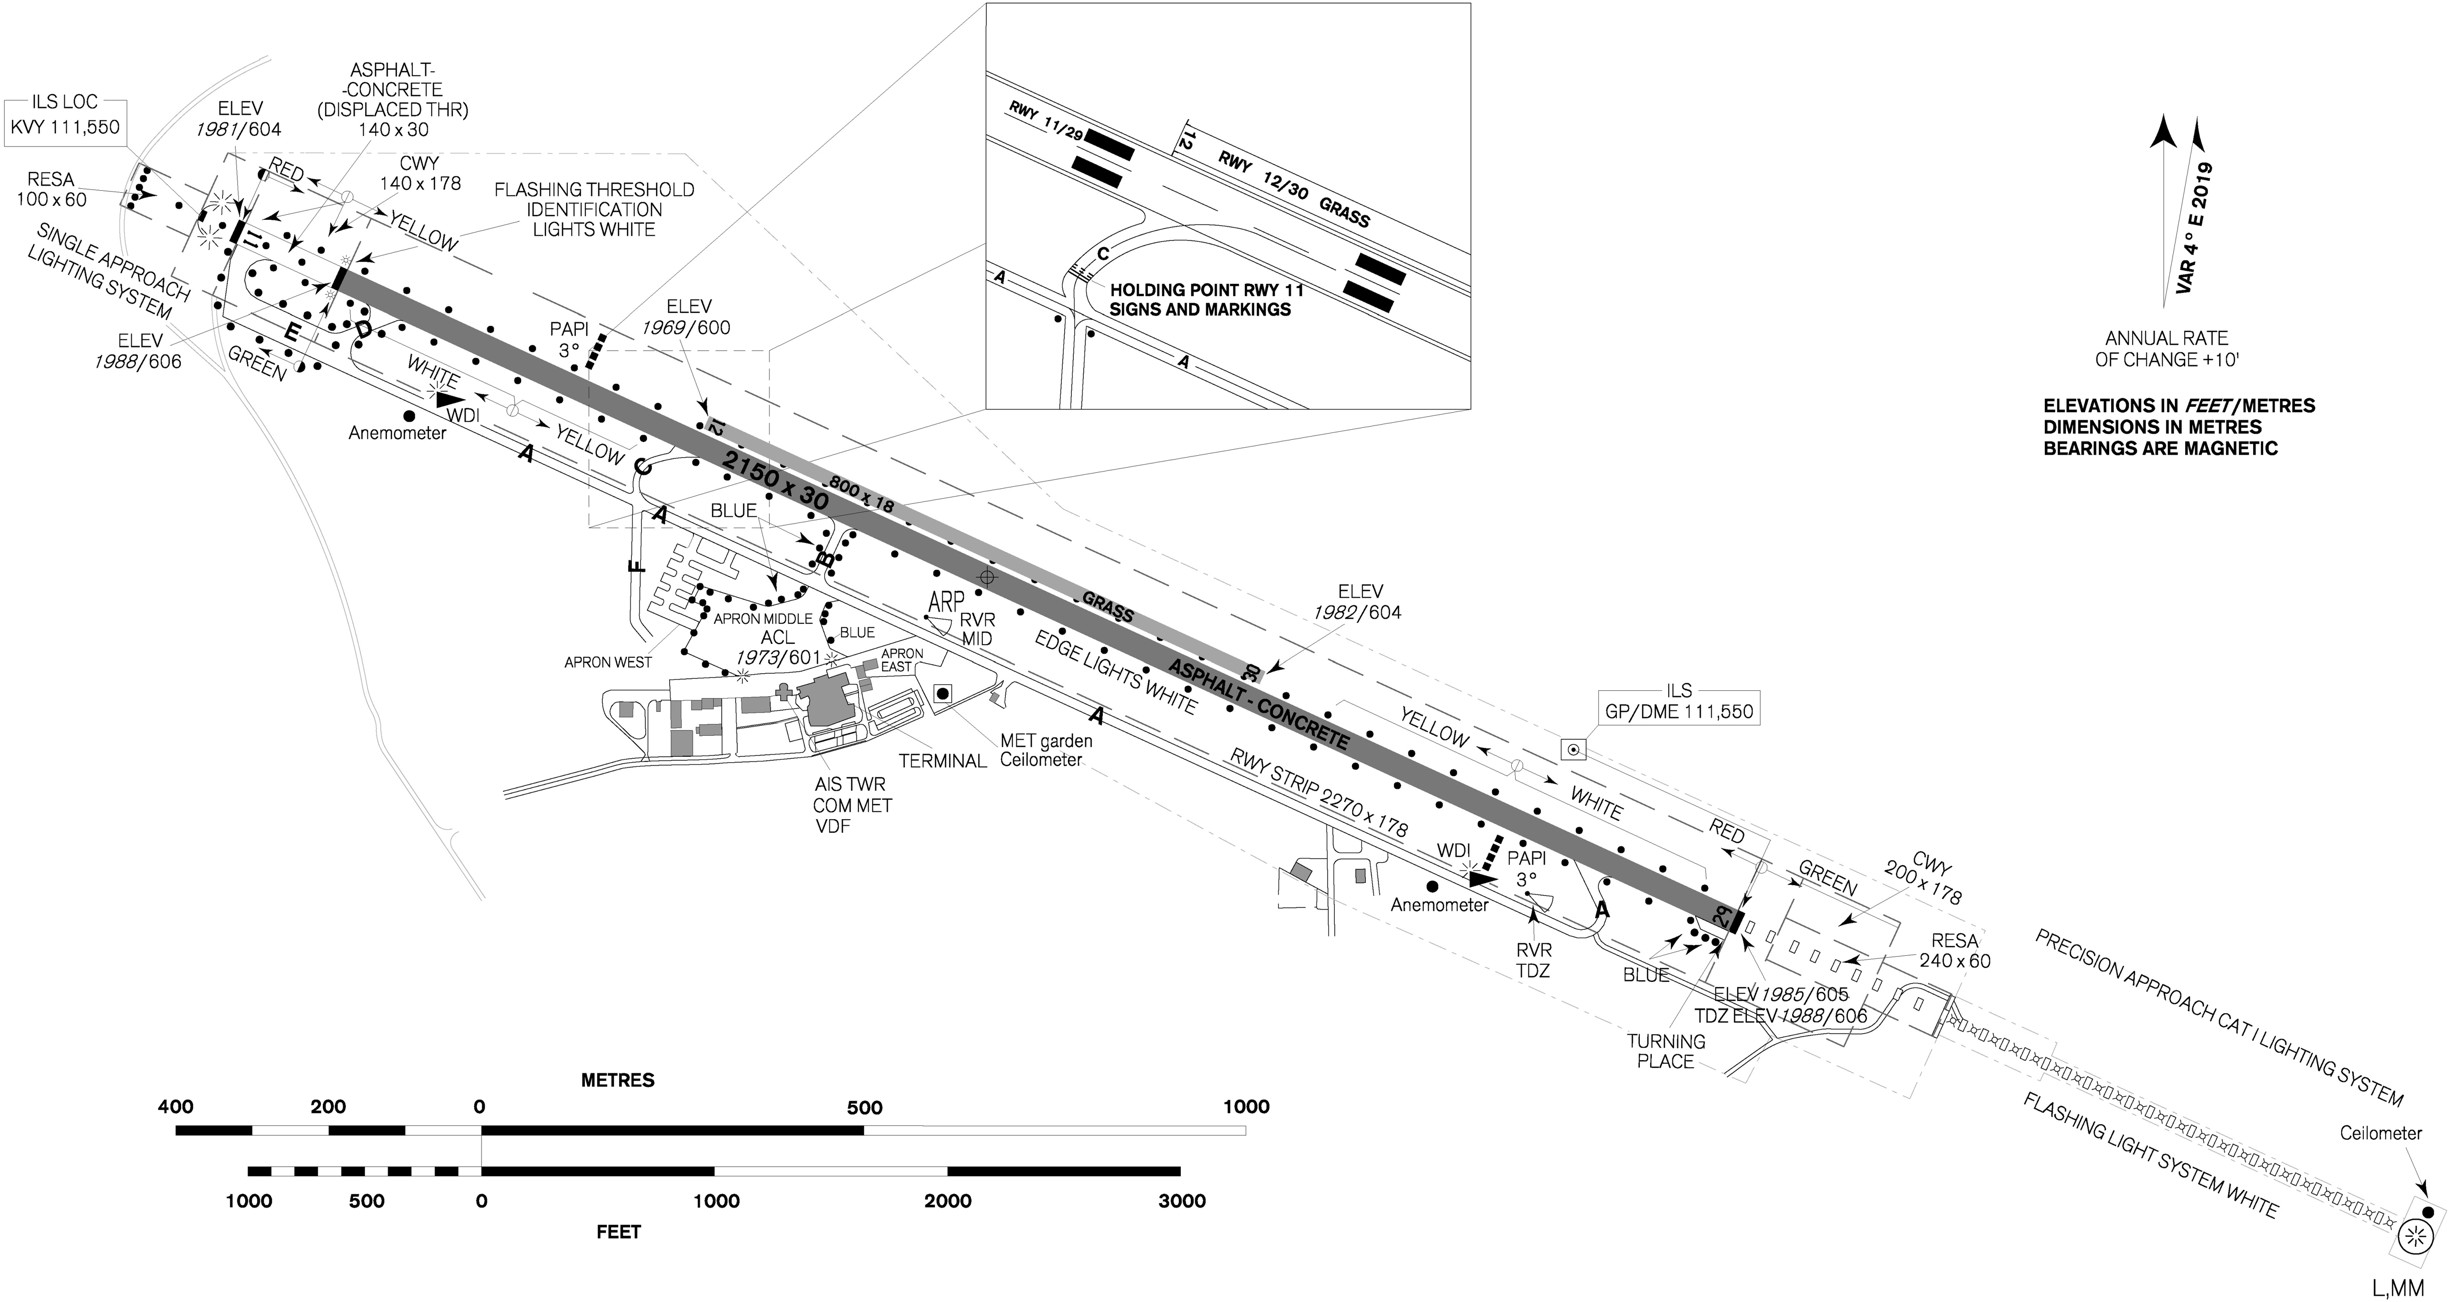 ILS LOC
KVY 111,550
ELEV
1981/604
ASPHALT-
-CONCRETE
(DISPLACED THR)
140 x 30
RESA
100 x 60
RED
CWY
140 x 178
YELLOW
FLASHING THRESHOLD
IDENTIFICATION
LIGHTS WHITE
SINGLE APPROACH
LIGHTING SYSTEM
11
E
D
ELEV
1988/606
GREEN
PAPI
3°
ELEV
1969/600
WHITE
WDI
Anemometer
YELLOW
A
C
12
2150 x 30
800 x 18
A
BLUE
B
F
RWY 11/29
12
RWY 12/30 GRASS
C
A
HOLDING POINT RWY 11
SIGNS AND MARKINGS
A
VAR 4° E 2019
ANNUAL RATE
OF CHANGE +10'
ELEVATIONS IN FEET/METRES
DIMENSIONS IN METRES
BEARINGS ARE MAGNETIC
APRON MIDDLE
ACL
1973/601
BLUE
APRON WEST
APRON
EAST
ARP
RVR
MID
GRASS
ELEV
1982/604
30
EDGE LIGHTS WHITE
ASPHALT - CONCRETE
A
TERMINAL
MET garden
Ceilometer
AIS TWR
COM MET
VDF
RWY STRIP 2270 x 178
YELLOW
WHITE
ILS
GP/DME 111,550
RED
GREEN
CWY
200 x 178
RESA
240 x 60
WDI
PAPI
3°
Anemometer
RVR
TDZ
A
29
BLUE
ELEV 1985/605
TDZ ELEV 1988/606
TURNING
PLACE
PRECISION APPROACH CAT I LIGHTING SYSTEM
FLASHING LIGHT SYSTEM WHITE
Ceilometer
L,MM
METRES
400 200 0 500 1000
1000 500 0 1000 2000 3000
FEET